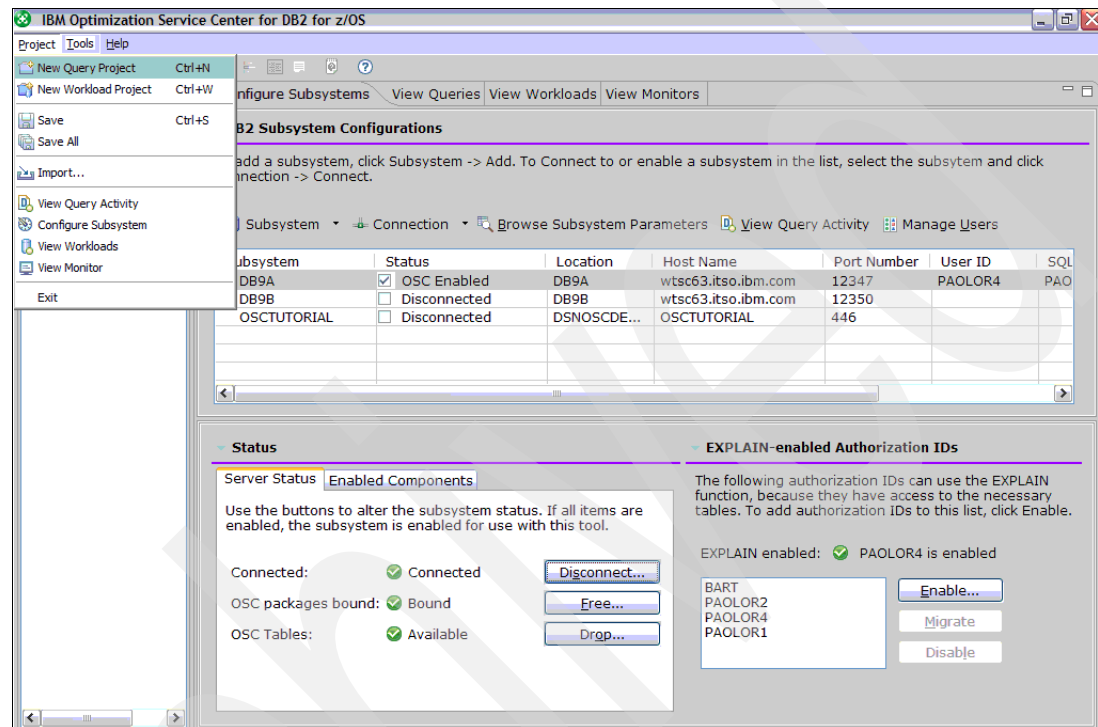 IBM Optimization Service Center for DB2 for z/OS
Project Tools Help
New Query Project Ctrl+N
New Workload Project Ctrl+W
Save Ctrl+S
Save All
Import...
View Query Activity
Configure Subsystem
View Workloads
View Monitor
Exit
nfigure Subsystems View Queries View Workloads View Monitors
B2 Subsystem Configurations
add a subsystem, click Subsystem -> Add. To Connect to or enable a subsystem in the list, select the subsytem and click
nnection -> Connect.
Subsystem Connection Browse Subsystem Parameters View Query Activity Manage Users
ubsystem Status Location Host Name Port Number User ID SQL
DB9A OSC Enabled DB9A wtsc63.itso.ibm.com 12347 PAOLOR4 PAO
DB9B Disconnected DB9B wtsc63.itso.ibm.com 12350
OSCTUTORIAL Disconnected DSNOSCDE... OSCTUTORIAL 446
Status
Server Status Enabled Components
Use the buttons to alter the subsystem status. If all items are
enabled, the subsystem is enabled for use with this tool.
Connected: Connected Disconnect...
OSC packages bound: Bound Free...
OSC Tables: Available Drop...
EXPLAIN-enabled Authorization IDs
The following authorization IDs can use the EXPLAIN
function, because they have access to the necessary
tables. To add authorization IDs to this list, click Enable.
EXPLAIN enabled: PAOLOR4 is enabled
BART
PAOLOR2
PAOLOR4
PAOLOR1
Enable...
Migrate
Disable